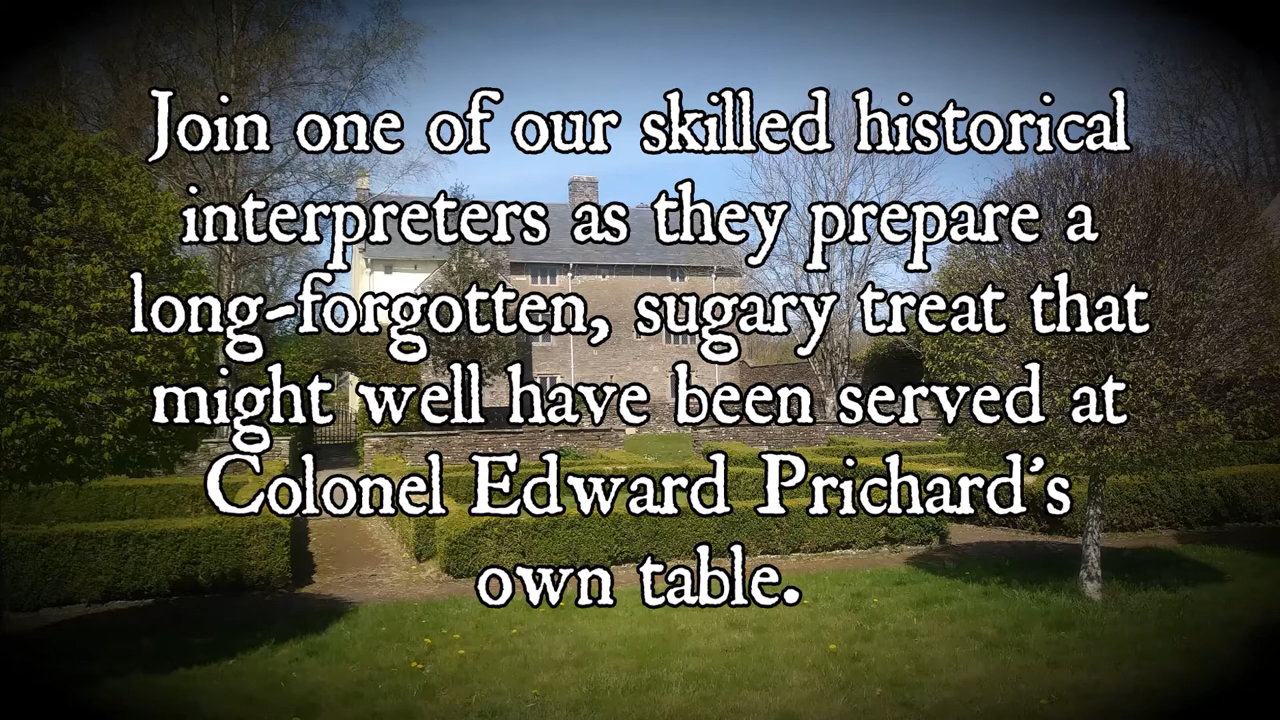 Join one of our skilled historical
interpreters as they prepare a
long-forgotten, sugary treat that
might well have been served at
Colonel Edward Prichard's
own table.